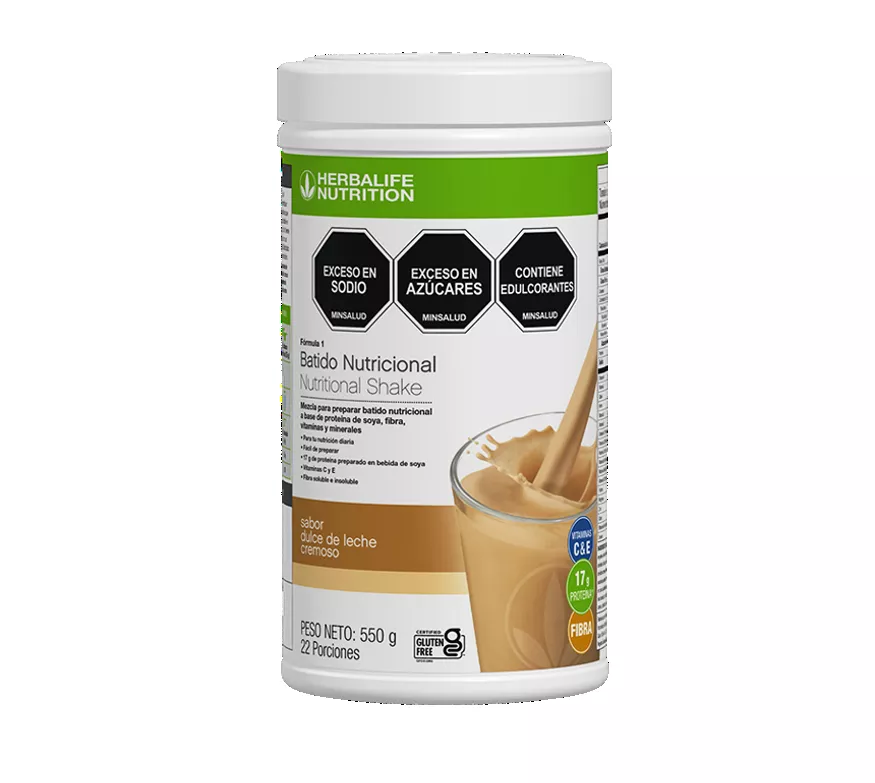 HERBALIFE
NUTRITION
EXCESO EN
SODIO
MINSALUD
EXCESO EN
AZÚCARES
MINSALUD
CONTIENE
EDULCORANTES
MINSALUD
Fórmula 1
Batido Nutricional
Nutritional Shake
Mezcla para preparar batido nutricional
a base de proteína de soya, fibra,
vitaminas y minerales
• Para tu nutrición diaria
• Fácil de preparar
• 17 g de proteína preparado en bebida de soya
• Vitaminas C y E
• Fibra soluble e insoluble
sabor
dulce de leche
cremoso
VITAMINAS
C&E
17 g
PROTEÍNA
FIBRA
PESO NETO: 550 g
22 Porciones
CERTIFIED
GLUTEN
FREE